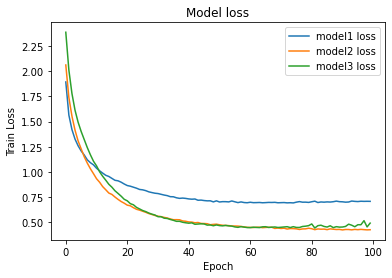 Model loss
model1 loss
model2 loss
model3 loss
2.25
2.00
1.75
1.50
1.25
1.00
0.75
0.50
Train Loss
0
20
40
60
80
100
Epoch